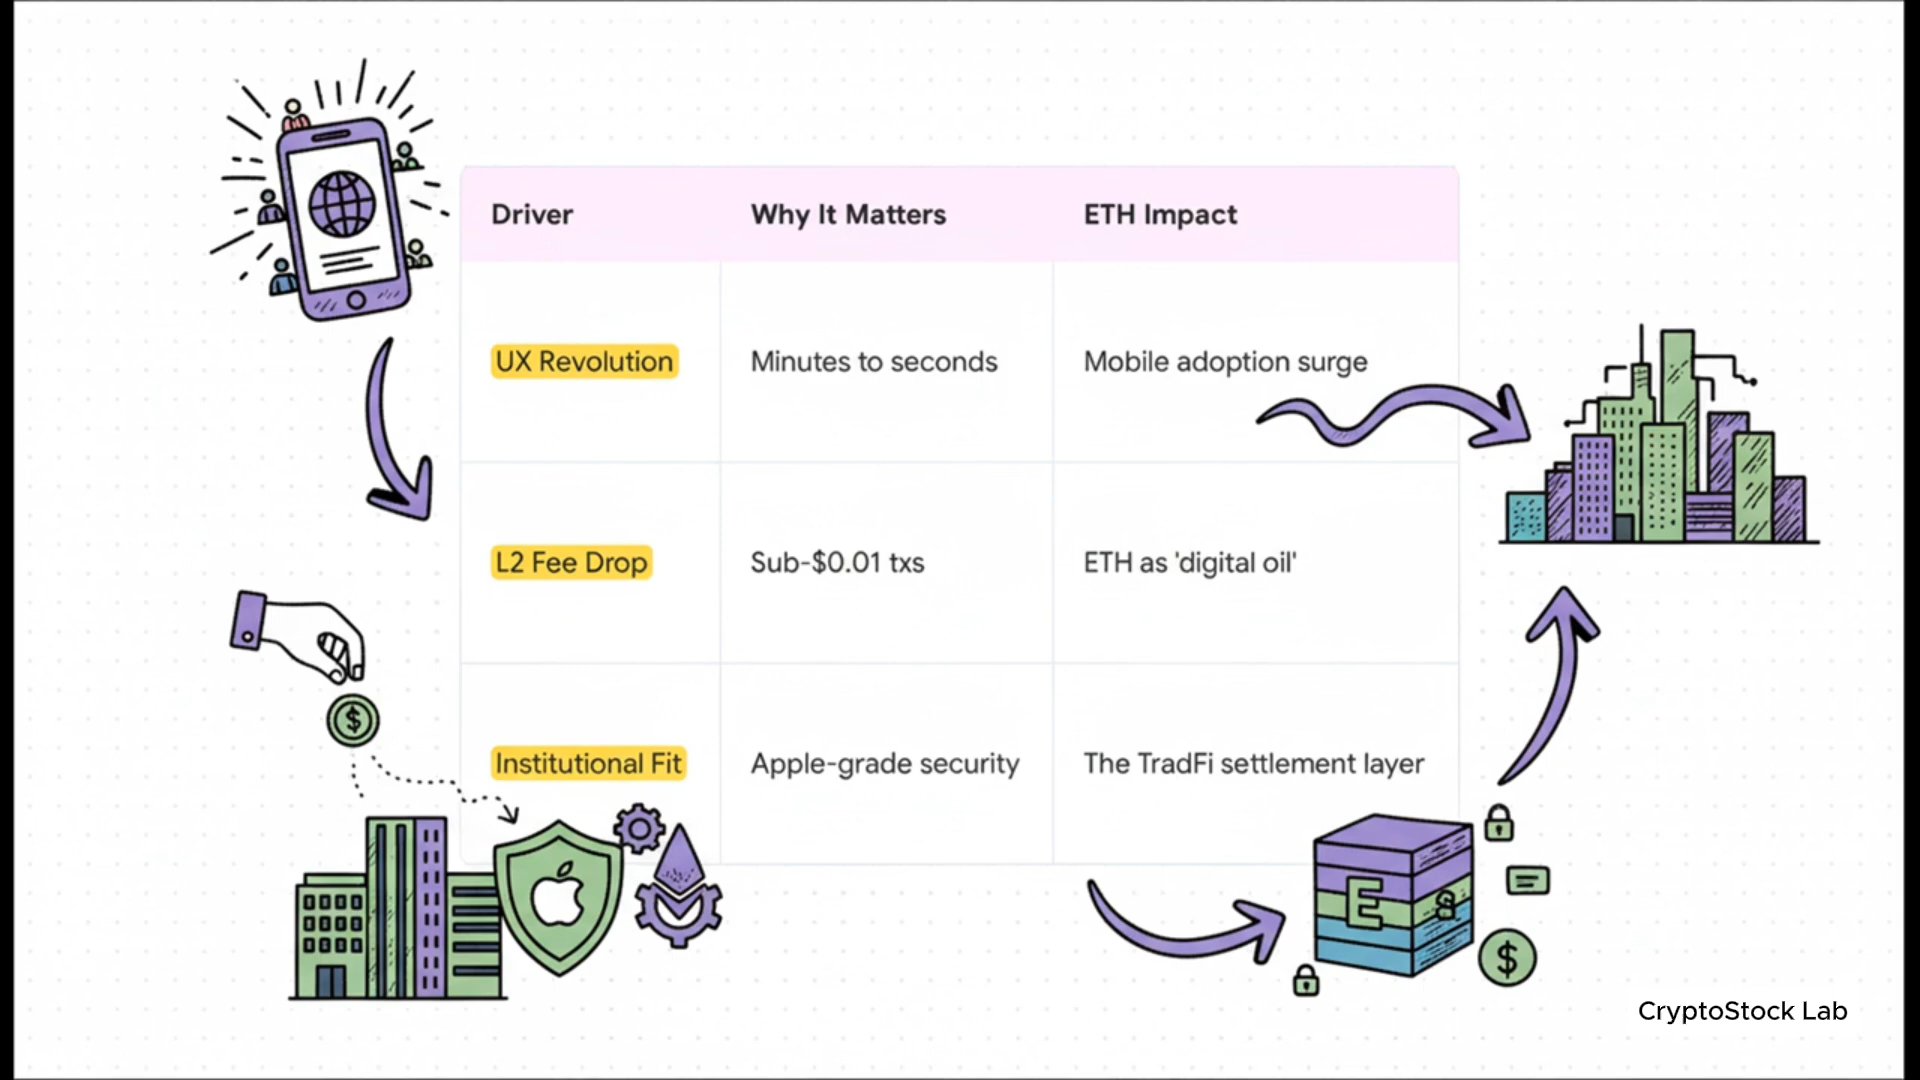 Driver
Why It Matters
ETH Impact
UX Revolution
Minutes to seconds
Mobile adoption surge
L2 Fee Drop
Sub-$0.01 txs
ETH as 'digital oil'
Institutional Fit
Apple-grade security
The TradFi settlement layer
$
E
$
CryptoStock Lab